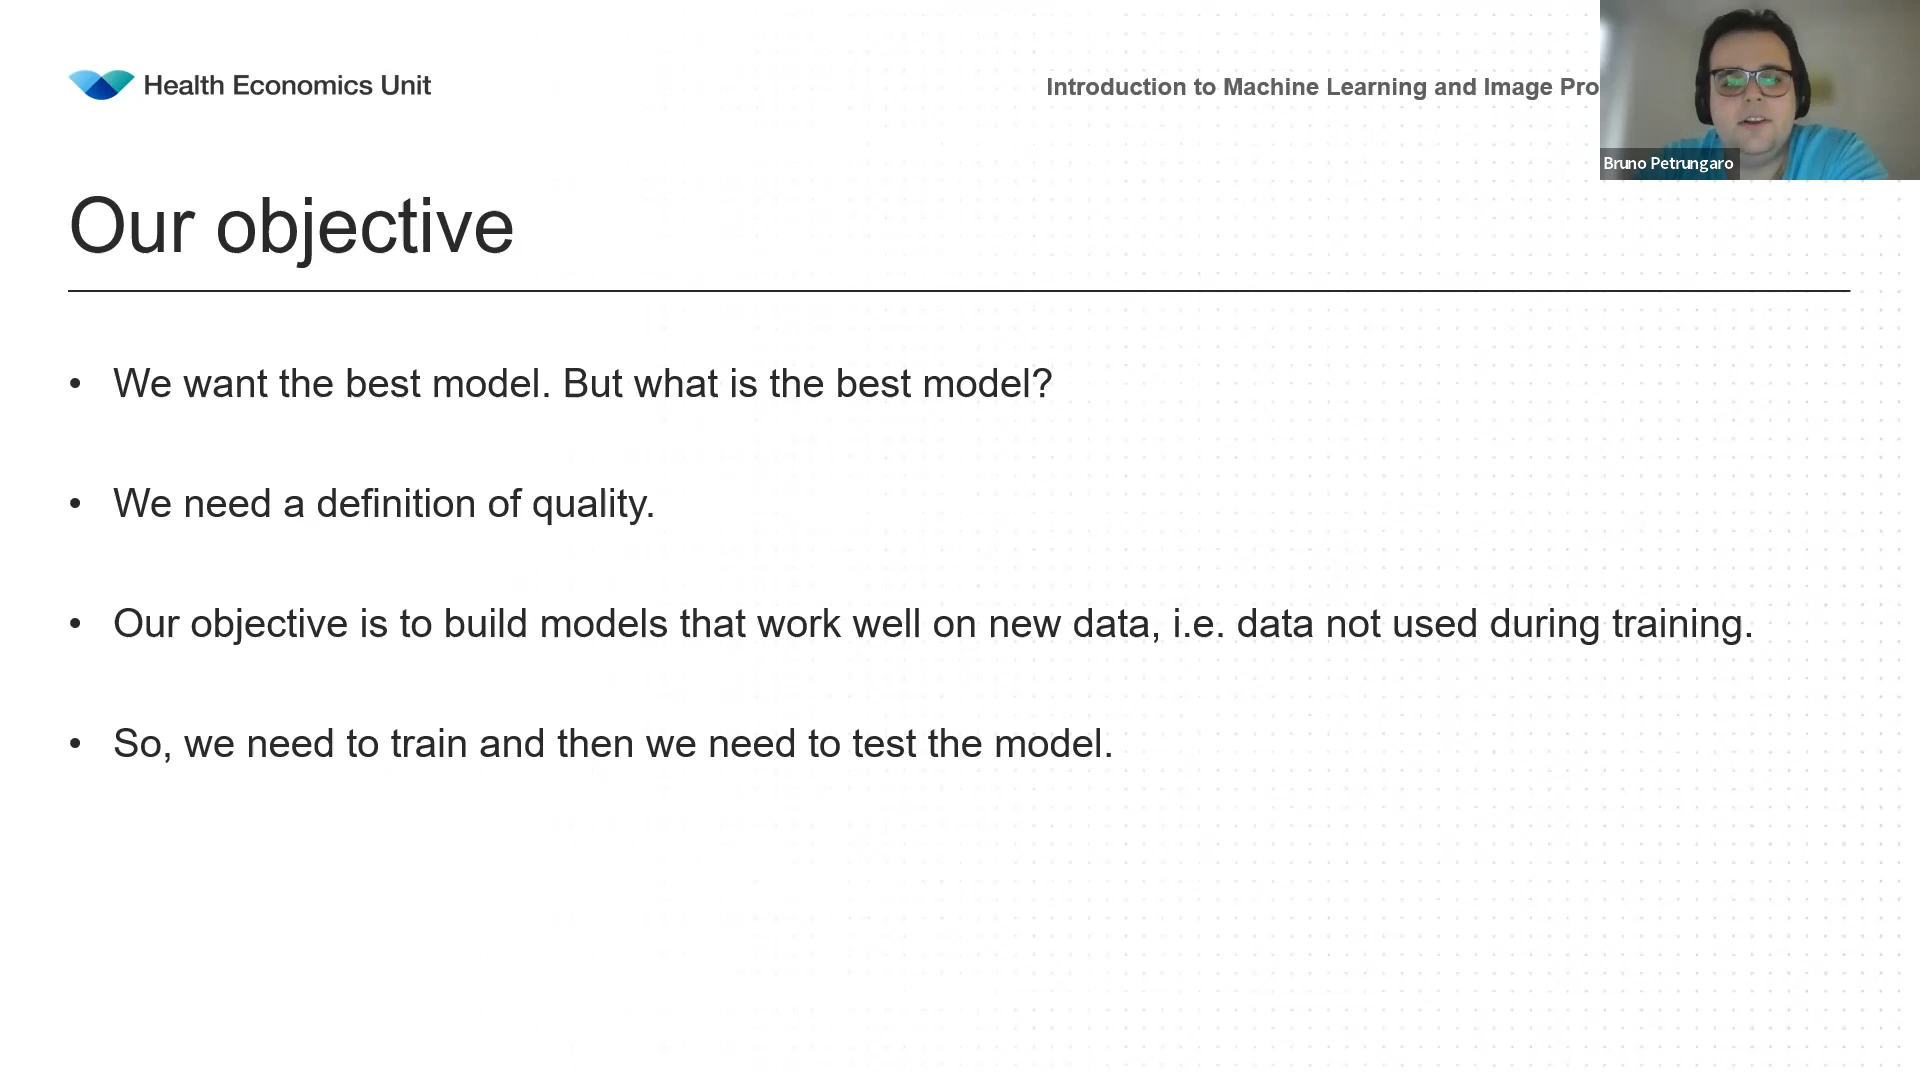 Health Economics Unit
Introduction to Machine Learning and Image Pro
Bruno Petrungaro
Our objective
• We want the best model. But what is the best model?
• We need a definition of quality.
• Our objective is to build models that work well on new data, i.e. data not used during training.
• So, we need to train and then we need to test the model.